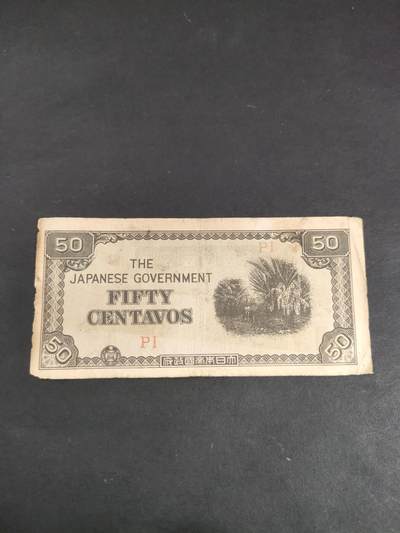 50
PI
50
THE
JAPANESE GOVERNMENT
FIFTY
CENTAVOS
PI
50
50
大日本帝國政府